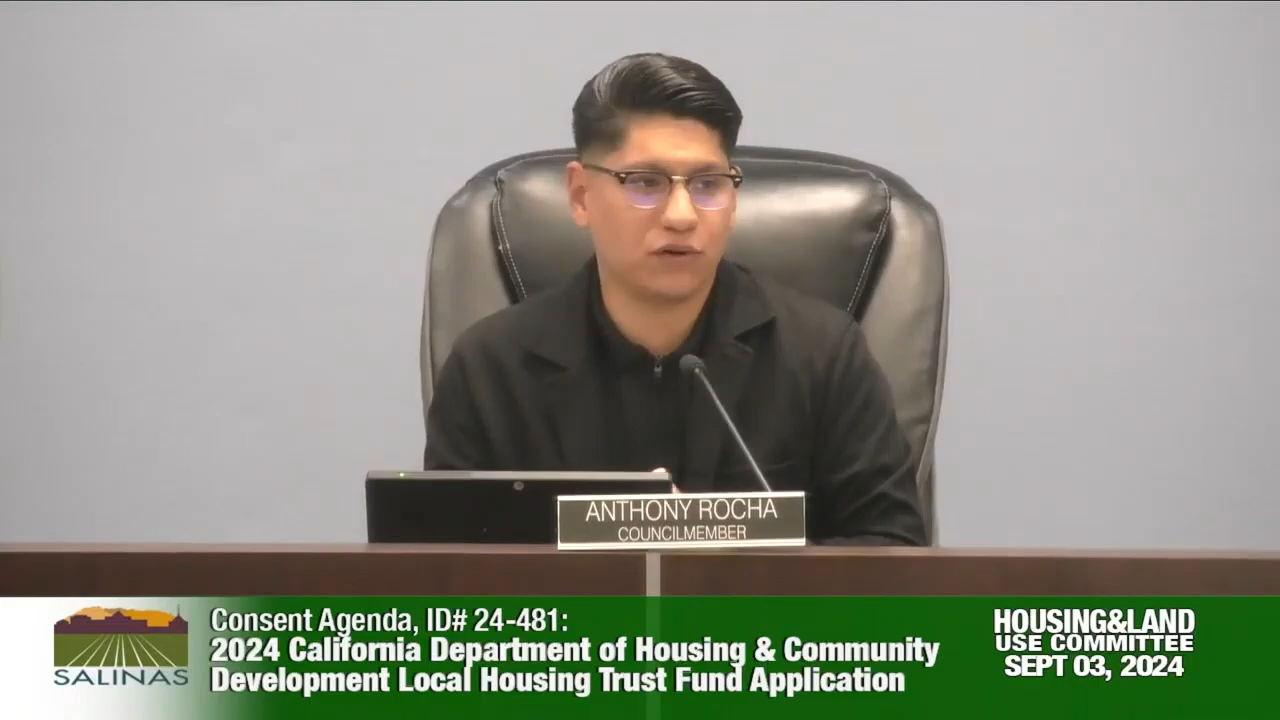 ANTHONY ROCHA
COUNCILMEMBER
SALINAS
Consent Agenda, ID# 24-481:
2024 California Department of Housing & Community
Development Local Housing Trust Fund Application
HOUSING&LAND
USE COMMITTEE
SEPT 03, 2024